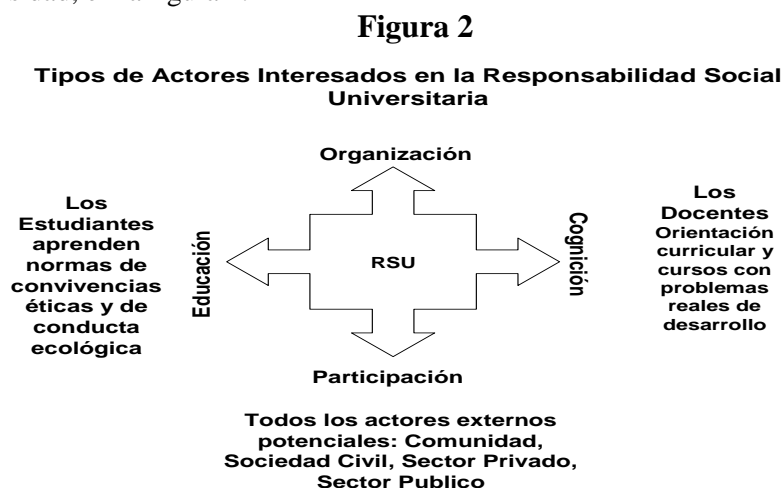 Figura 2
Tipos de Actores Interesados en la Responsabilidad Social
Universitaria
Organización
Los
Estudiantes
aprenden
normas de
convivencias
éticas y de
conducta
ecológica
Educación
RSU
Cognición
Los
Docentes
Orientación
curricular y
cursos con
problemas
reales de
desarrollo
Participación
Todos los actores externos
potenciales: Comunidad,
Sociedad Civil, Sector Privado,
Sector Publico